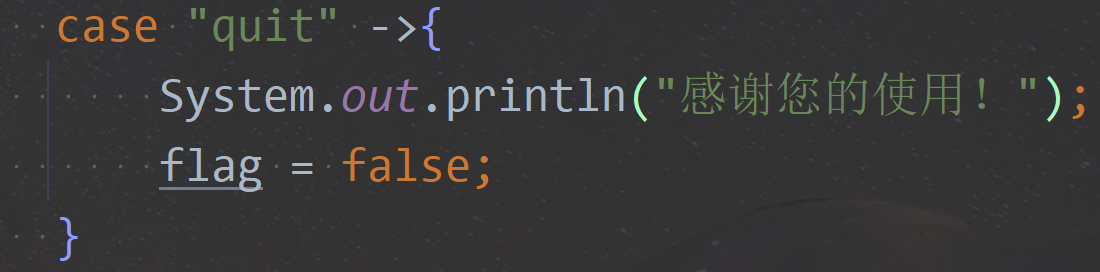 case "quit" ->{
System.out.println("感谢您的使用！");
flag = false;
}